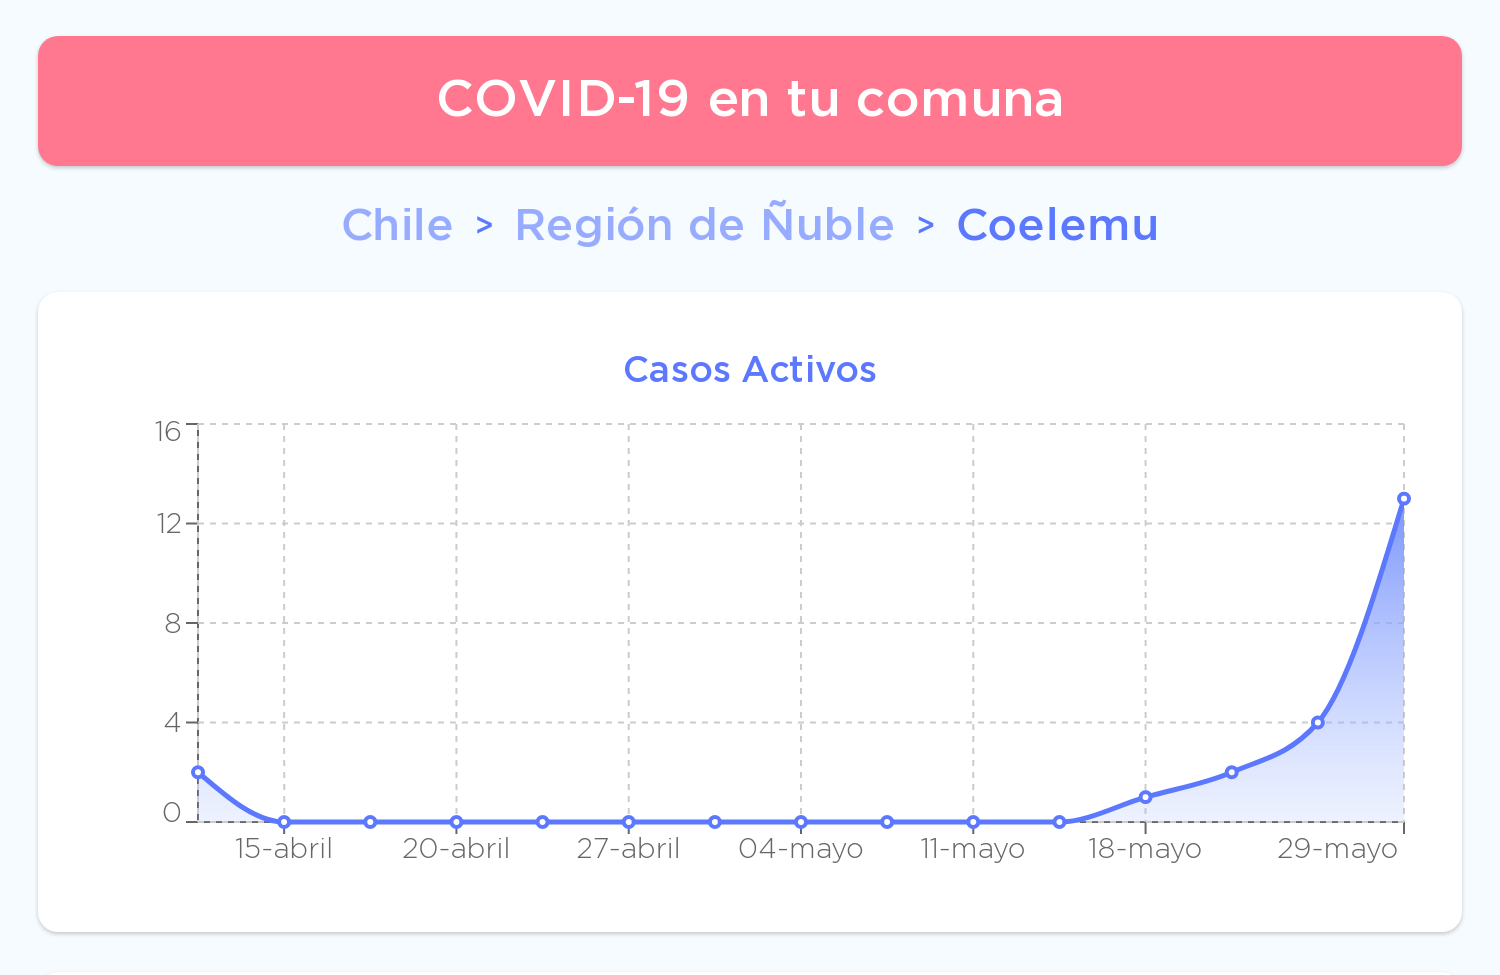 COVID-19 en tu comuna
Chile > Región de Ñuble > Coelemu
Casos Activos
16
12
8
4
0
15-abril 20-abril 27-abril 04-mayo 11-mayo 18-mayo 29-mayo